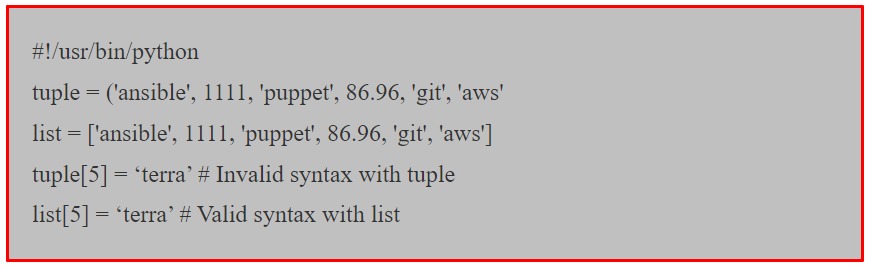 #!/usr/bin/python
tuple = ('ansible', 1111, 'puppet', 86.96, 'git', 'aws'
list = ['ansible', 1111, 'puppet', 86.96, 'git', 'aws']
tuple[5] = ‘terra’ # Invalid syntax with tuple
list[5] = ‘terra’ # Valid syntax with list